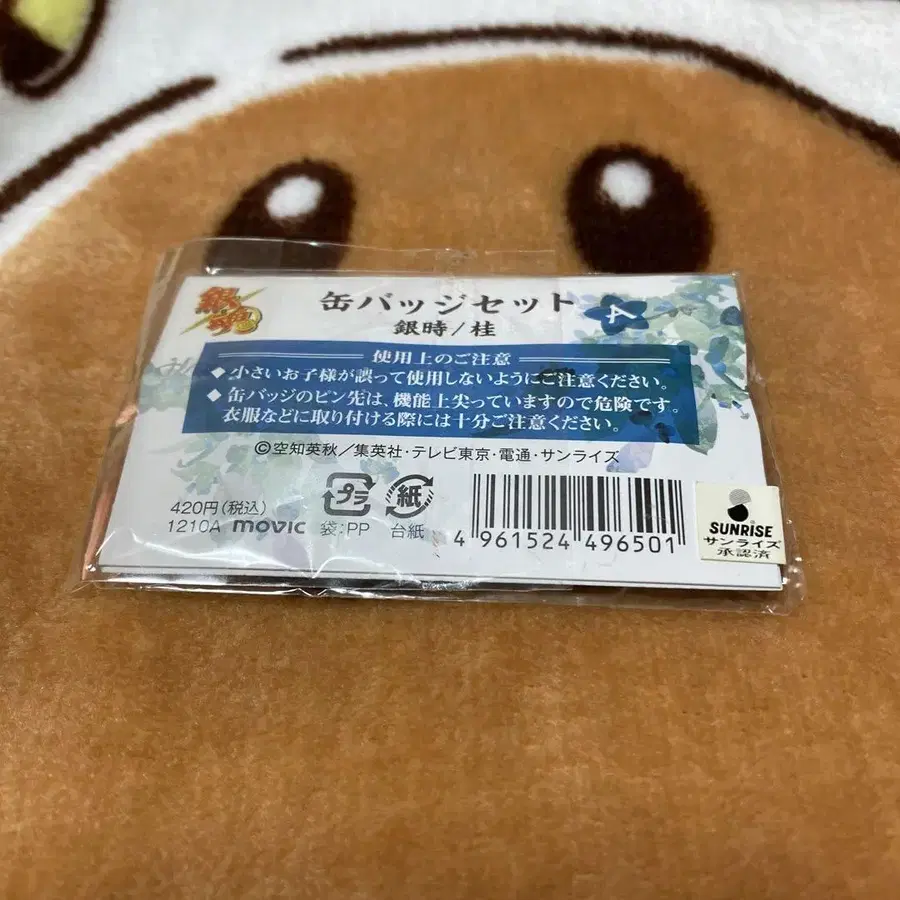 銀魂
缶バッジセット
A
銀時/桂
使用上のご注意
◆小さいお子様が誤って使用しないようにご注意ください。
◆缶バッジのピン先は、機能上尖っていますので危険です。
衣服などに取り付ける際には十分ご注意ください。
©空知英秋/集英社・テレビ東京・電通・サンライズ
420円(税込)
1210A movic
プラ
袋:PP
紙
台紙
4 961524 496501
SUNRISE
サンライズ
承認済